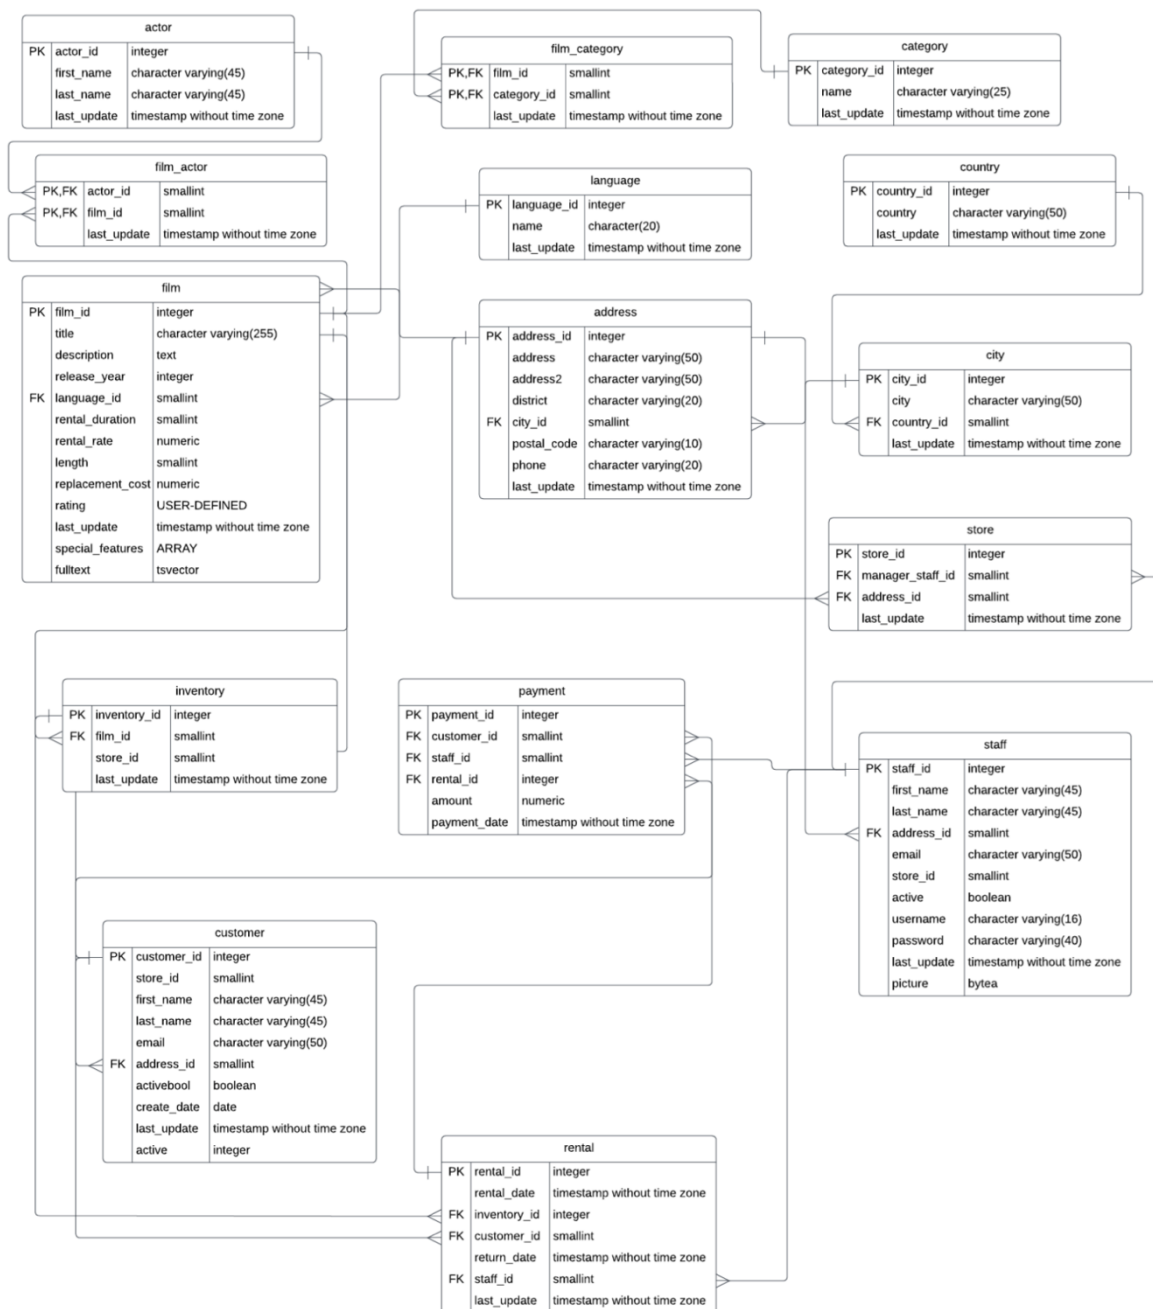 actor
PK actor_id integer
first_name character varying(45)
last_name character varying(45)
last_update timestamp without time zone
film_category
PK,FK film_id smallint
PK,FK category_id smallint
last_update timestamp without time zone
category
PK category_id integer
name character varying(25)
last_update timestamp without time zone
film_actor
PK,FK actor_id smallint
PK,FK film_id smallint
last_update timestamp without time zone
language
PK language_id integer
name character(20)
last_update timestamp without time zone
country
PK country_id integer
country character varying(50)
last_update timestamp without time zone
film
PK film_id integer
title character varying(255)
description text
release_year integer
FK language_id smallint
rental_duration smallint
rental_rate numeric
length smallint
replacement_cost numeric
rating USER-DEFINED
last_update timestamp without time zone
special_features ARRAY
fulltext tsvector
address
PK address_id integer
address character varying(50)
address2 character varying(50)
district character varying(20)
FK city_id smallint
postal_code character varying(10)
phone character varying(20)
last_update timestamp without time zone
city
PK city_id integer
city character varying(50)
FK country_id smallint
last_update timestamp without time zone
store
PK store_id integer
FK manager_staff_id smallint
FK address_id smallint
last_update timestamp without time zone
inventory
PK inventory_id integer
FK film_id smallint
store_id smallint
last_update timestamp without time zone
payment
PK payment_id integer
FK customer_id smallint
FK staff_id smallint
FK rental_id integer
amount numeric
payment_date timestamp without time zone
staff
PK staff_id integer
first_name character varying(45)
last_name character varying(45)
FK address_id smallint
email character varying(50)
store_id smallint
active boolean
username character varying(16)
password character varying(40)
last_update timestamp without time zone
picture bytea
customer
PK customer_id integer
store_id smallint
first_name character varying(45)
last_name character varying(45)
email character varying(50)
FK address_id smallint
activebool boolean
create_date date
last_update timestamp without time zone
active integer
rental
PK rental_id integer
rental_date timestamp without time zone
FK inventory_id integer
FK customer_id smallint
return_date timestamp without time zone
FK staff_id smallint
last_update timestamp without time zone